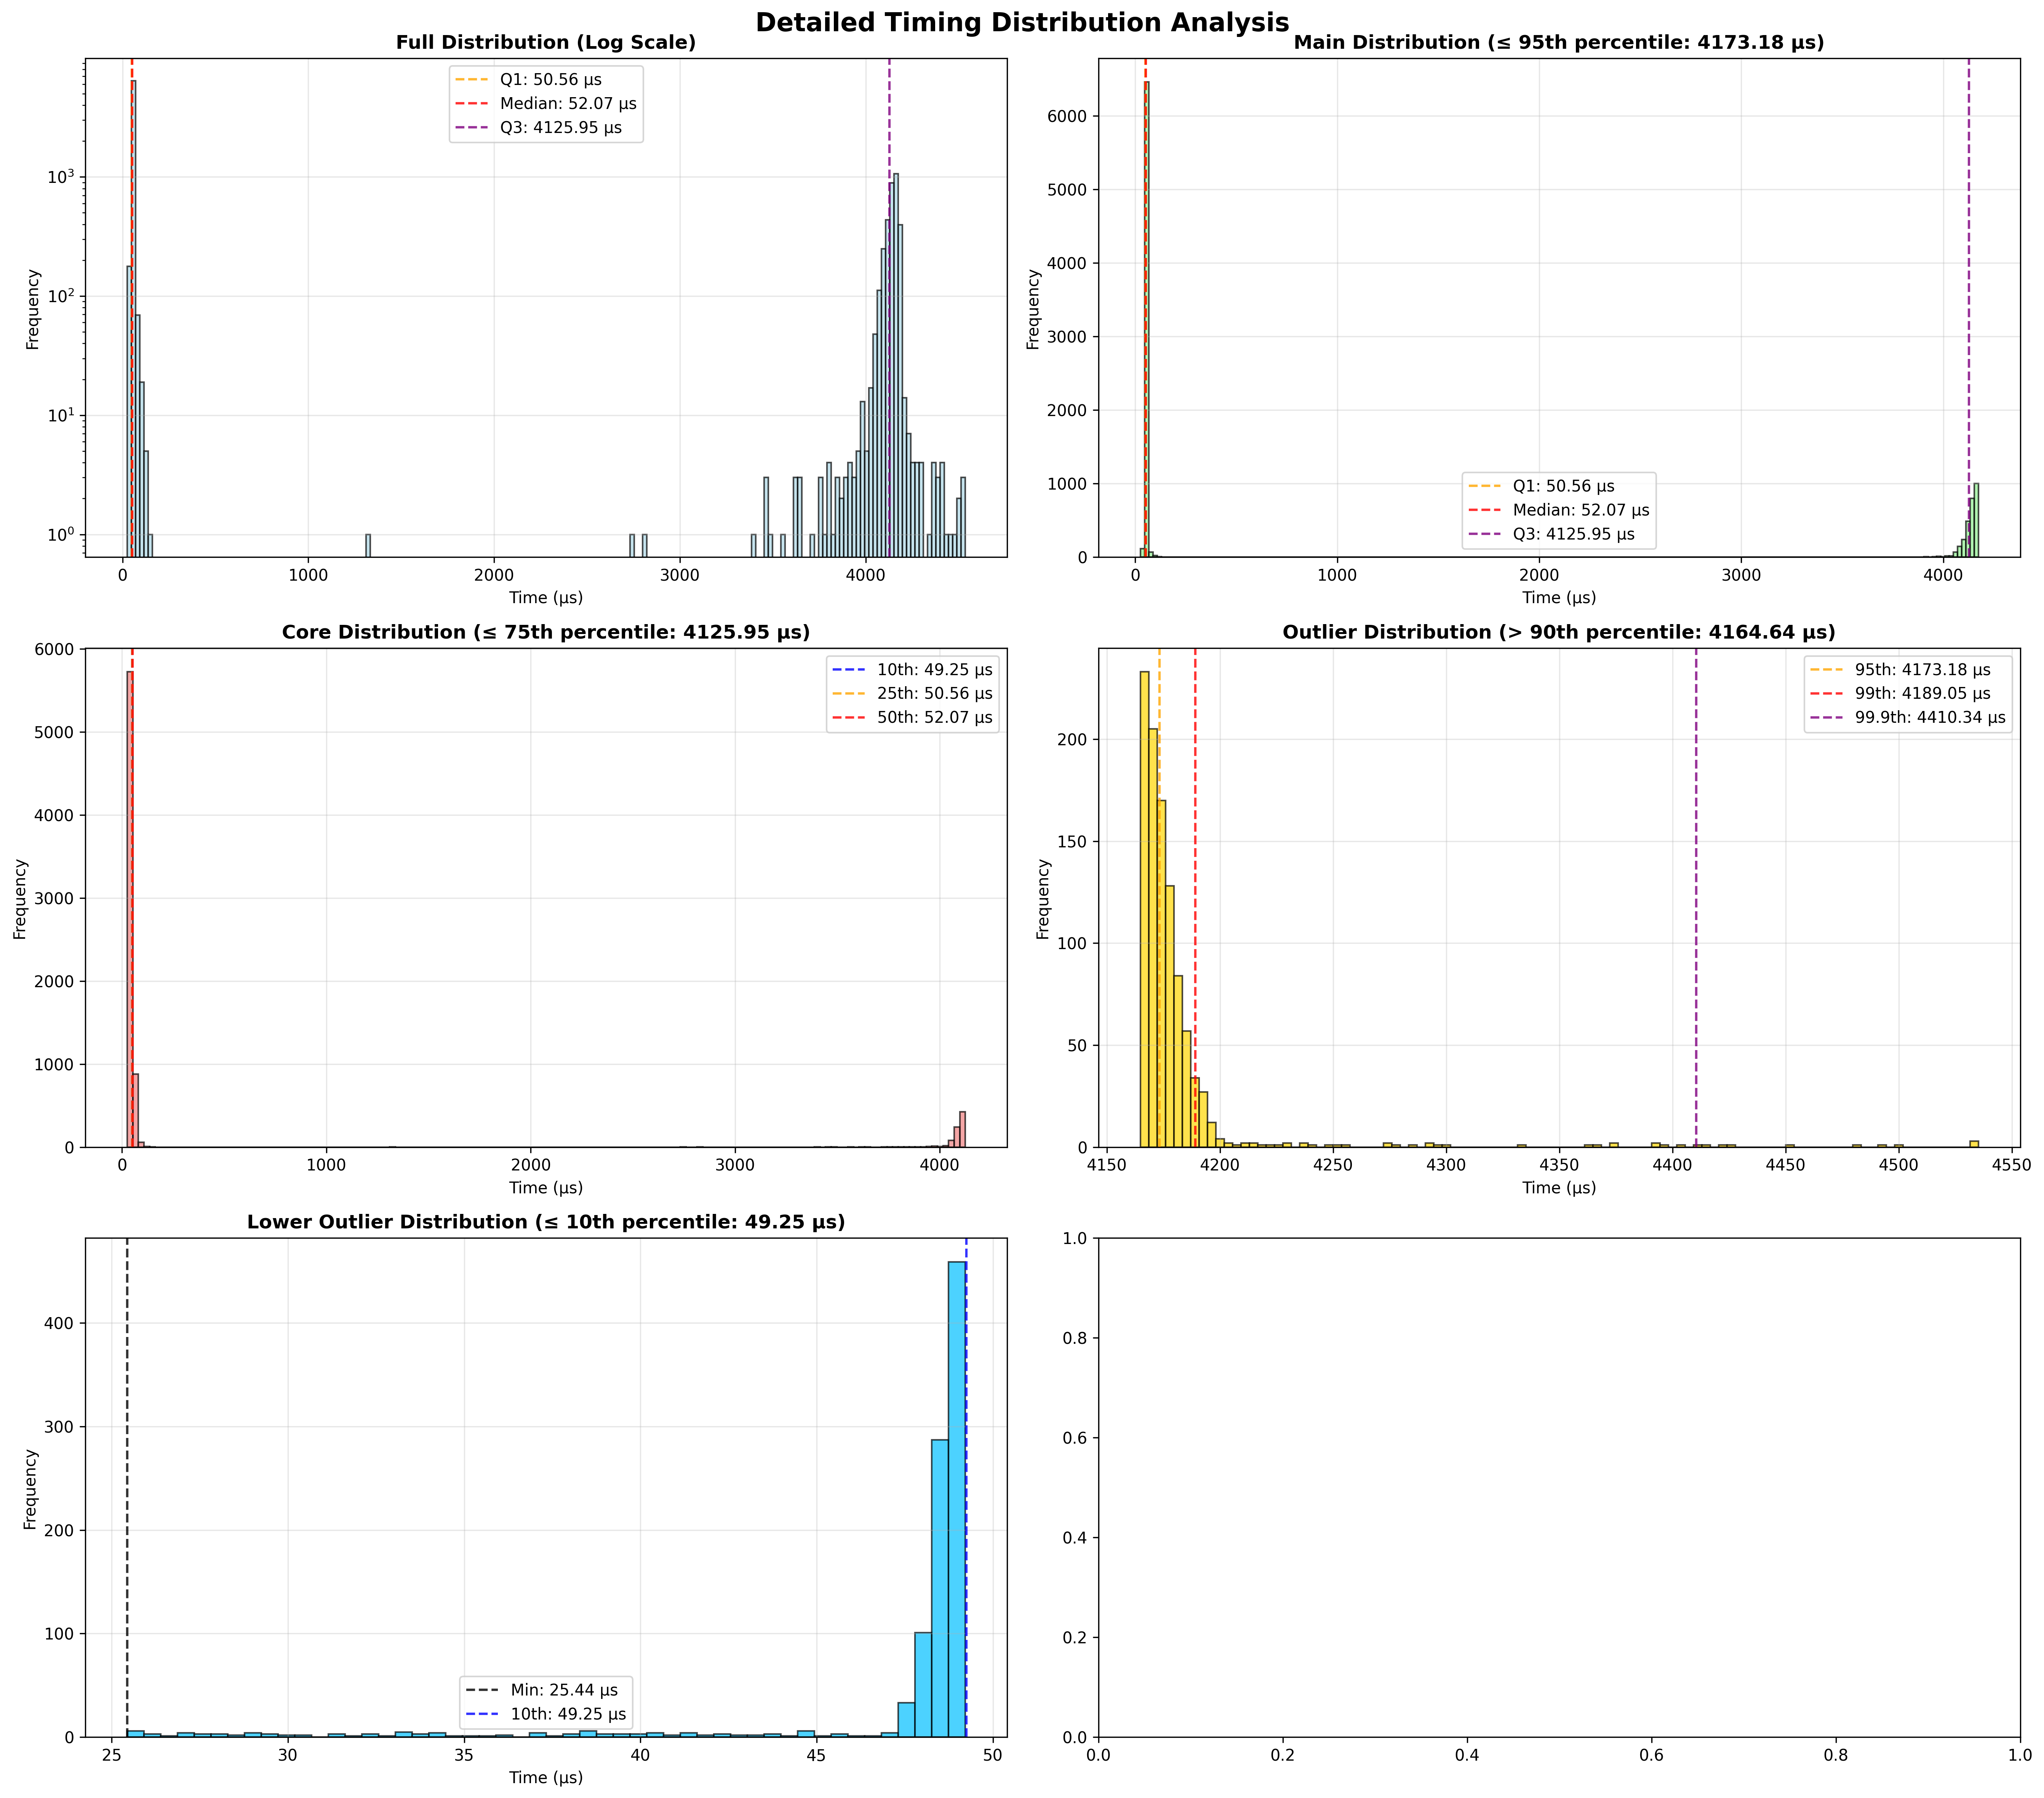 Detailed Timing Distribution Analysis
Full Distribution (Log Scale)
Q1: 50.56 µs
Median: 52.07 µs
Q3: 4125.95 µs
10³
10²
10¹
10⁰
Frequency
0 1000 2000 3000 4000
Time (µs)
Main Distribution (≤ 95th percentile: 4173.18 µs)
6000
5000
4000
3000
2000
1000
0
Frequency
Q1: 50.56 µs
Median: 52.07 µs
Q3: 4125.95 µs
0 1000 2000 3000 4000
Time (µs)
Core Distribution (≤ 75th percentile: 4125.95 µs)
6000
5000
4000
3000
2000
1000
0
Frequency
10th: 49.25 µs
25th: 50.56 µs
50th: 52.07 µs
0 1000 2000 3000 4000
Time (µs)
Outlier Distribution (> 90th percentile: 4164.64 µs)
95th: 4173.18 µs
99th: 4189.05 µs
99.9th: 4410.34 µs
200
150
100
50
0
Frequency
4150 4200 4250 4300 4350 4400 4450 4500 4550
Time (µs)
Lower Outlier Distribution (≤ 10th percentile: 49.25 µs)
400
300
200
100
0
Frequency
Min: 25.44 µs
10th: 49.25 µs
25 30 35 40 45 50
Time (µs)
1.0
0.8
0.6
0.4
0.2
0.0
0.0 0.2 0.4 0.6 0.8 1.0